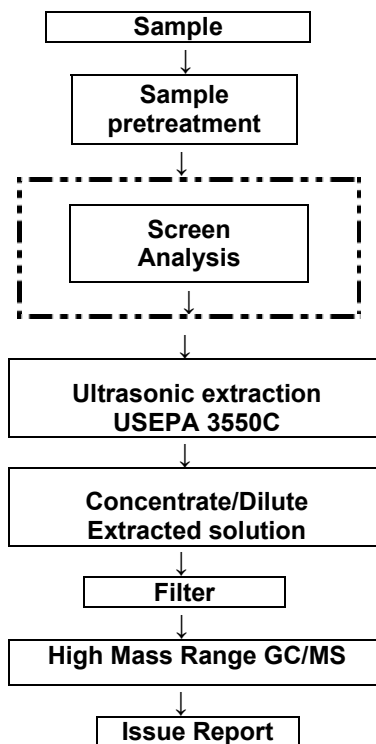 Sample
↓
Sample
pretreatment
↓
Screen
Analysis
↓
↓
Ultrasonic extraction
USEPA 3550C
↓
Concentrate/Dilute
Extracted solution
↓
Filter
↓
High Mass Range GC/MS
↓
Issue Report